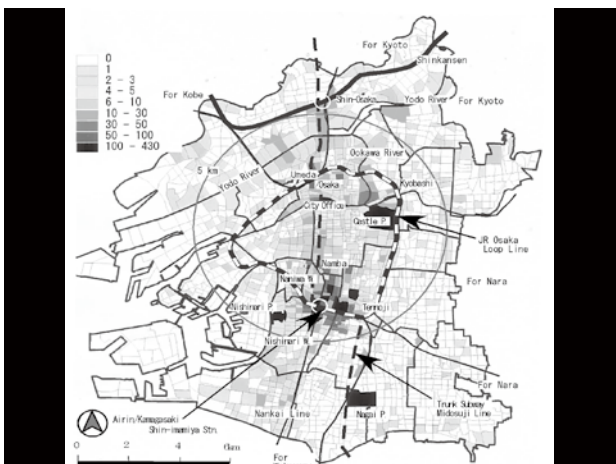 0
1
2 - 3
4 - 5
6 - 10
10 - 30
30 - 50
50 - 100
100 - 430
For Kyoto
Shinkansen
For Kobe
Shin-Osaka
Yodo River
For Kyoto
5 km
Ookawa River
Yodo River
Umeda
Osaka
Kyobashi
City Office
Castle P.
JR Osaka
Loop Line
Namba
For Nara
Naniwa W.
Nishinari P.
Tennoji
Nishinari W.
For Nara
Trunk Subway
Midosuji Line
Airin/Kamagasaki
Shin-imamiya Stn.
Nankai Line
Nagai P.
For
0
2
4
6km